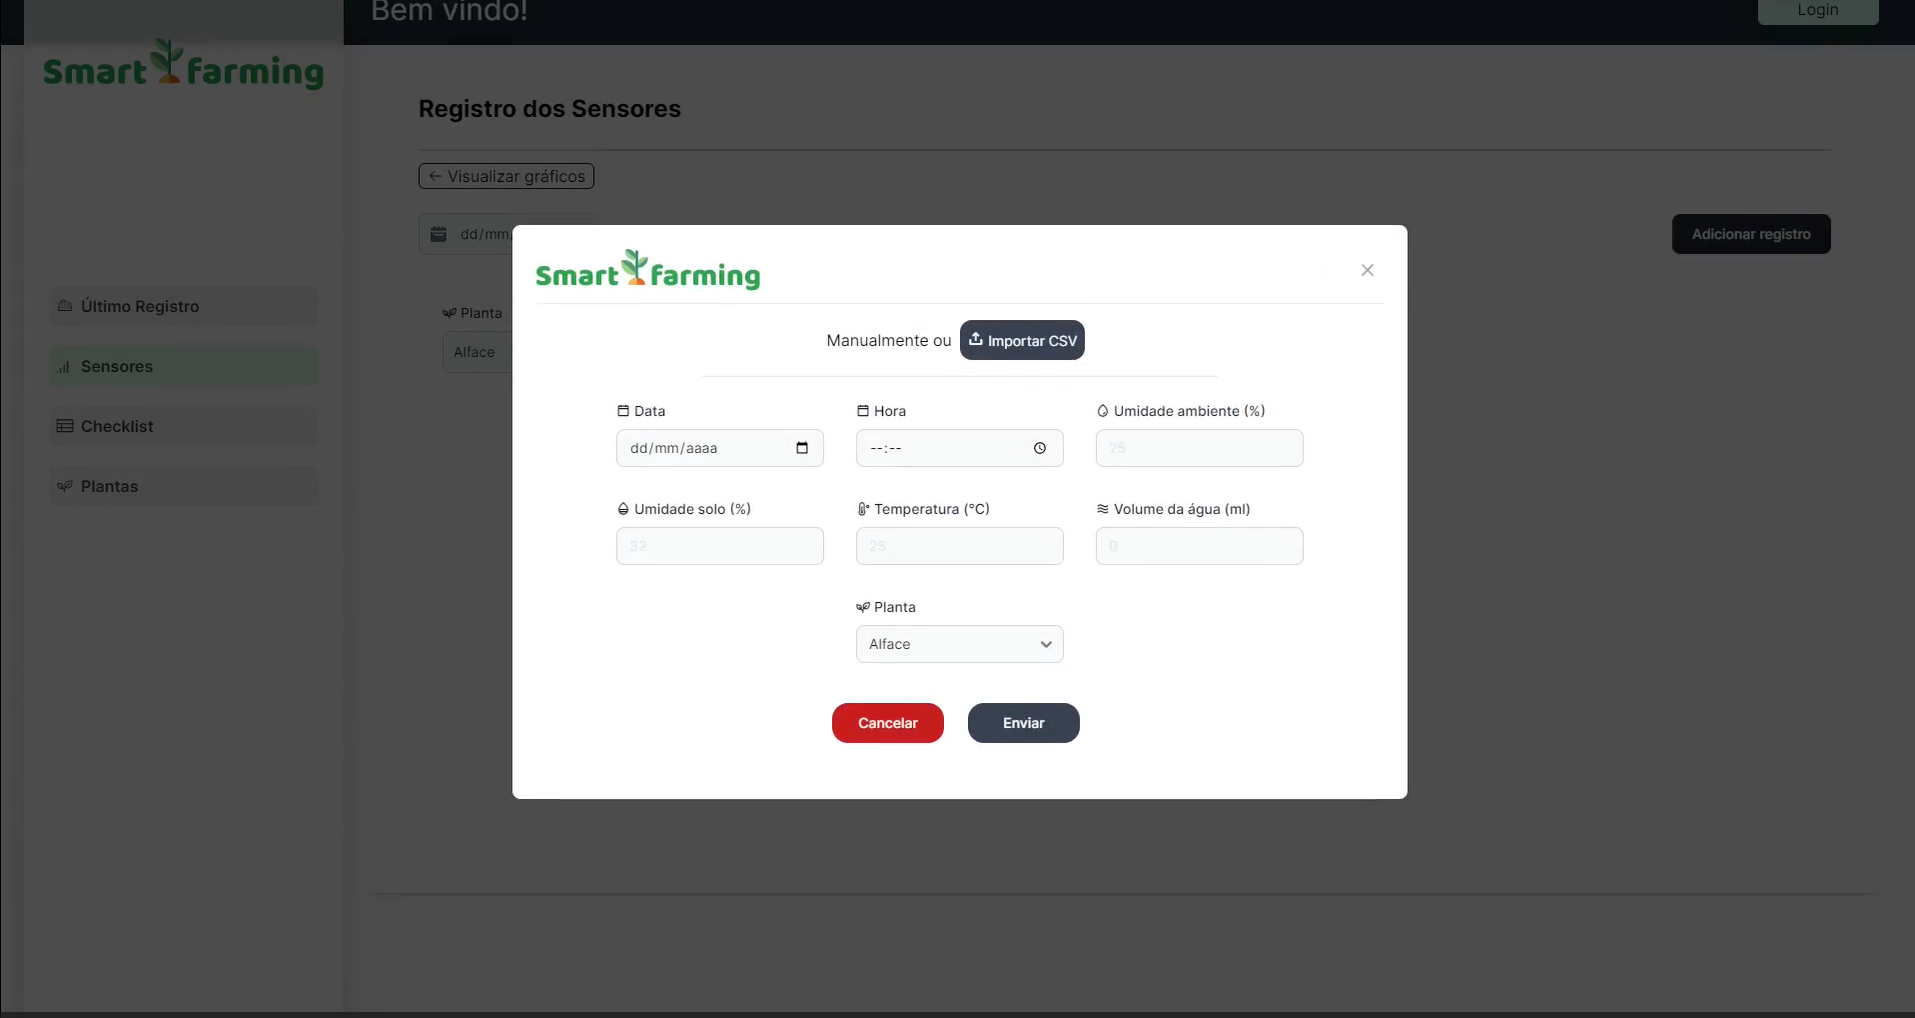 Bem vindo!
Login
Smart farming
Registro dos Sensores
Visualizar gráficos
dd/mm
Adicionar registro
Último Registro
Sensores
Checklist
Plantas
Planta
Alface
Smart farming
Manualmente ou Importar CSV
Data Hora Umidade ambiente (%)
dd/mm/aaaa --:-- 25
Umidade solo (%) Temperatura (°C) Volume da água (ml)
32 25 0
Planta
Alface
Cancelar Enviar